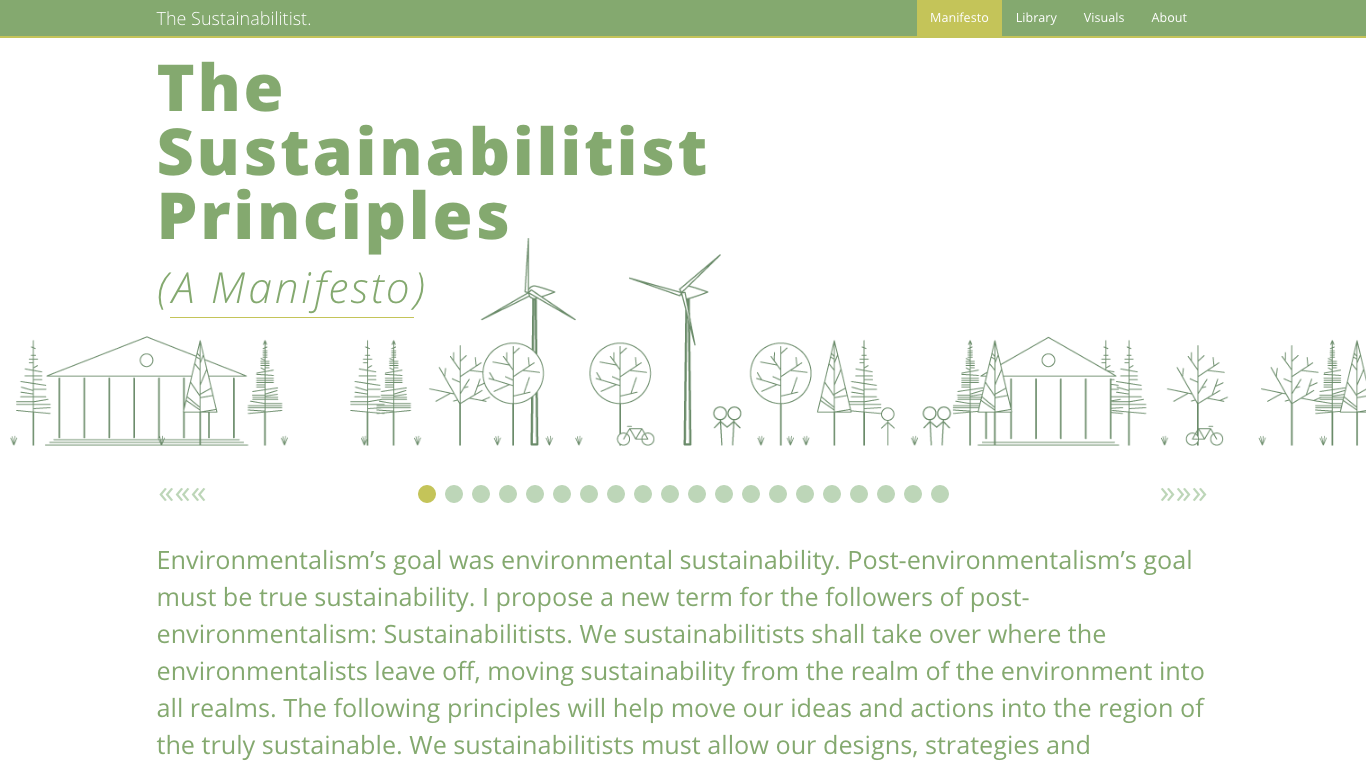 The Sustainabilitist.
Manifesto Library Visuals About
The
Sustainabilitist
Principles
(A Manifesto)
««« »»»
Environmentalism’s goal was environmental sustainability. Post-environmentalism’s goal
must be true sustainability. I propose a new term for the followers of post-
environmentalism: Sustainabilitists. We sustainabilitists shall take over where the
environmentalists leave off, moving sustainability from the realm of the environment into
all realms. The following principles will help move our ideas and actions into the region of
the truly sustainable. We sustainabilitists must allow our designs, strategies and